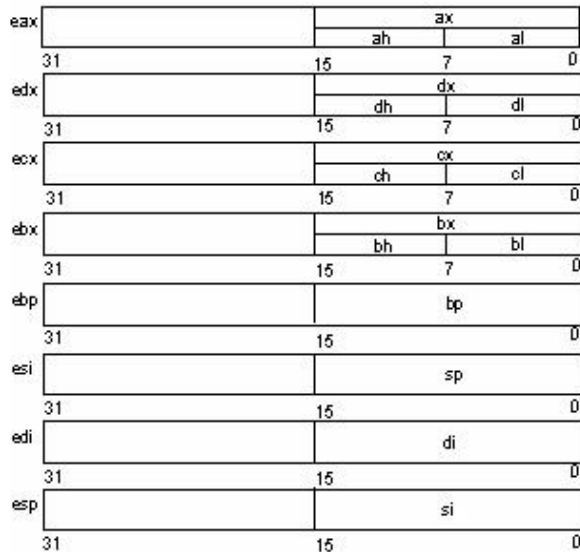 eax ax
ah al
31 15 7 0
edx dx
dh dl
31 15 7 0
ecx cx
ch cl
31 15 7 0
ebx bx
bh bl
31 15 7 0
ebp bp
31 15 0
esi sp
31 15 0
edi di
31 15 0
esp si
31 15 0